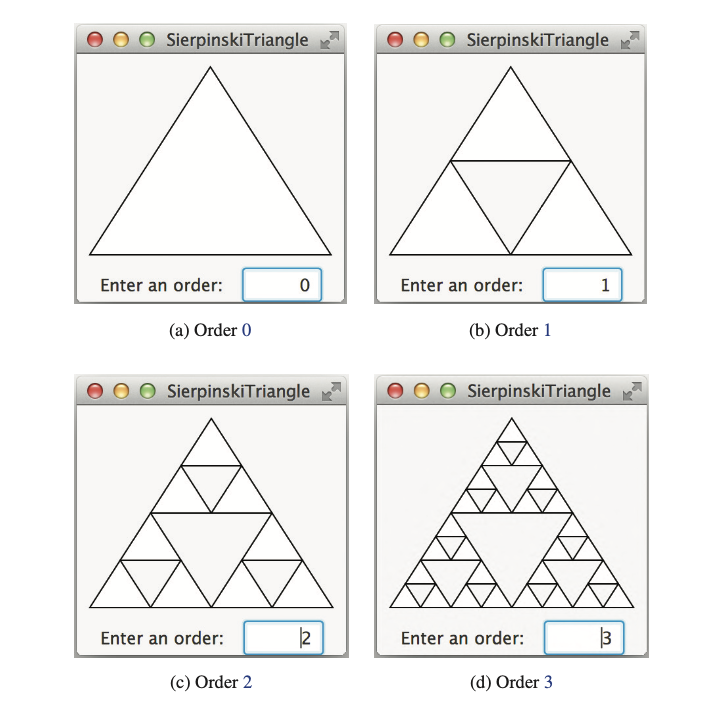 SierpinskiTriangle
Enter an order: 0
(a) Order 0
SierpinskiTriangle
Enter an order: 1
(b) Order 1
SierpinskiTriangle
Enter an order: 2
(c) Order 2
SierpinskiTriangle
Enter an order: 3
(d) Order 3